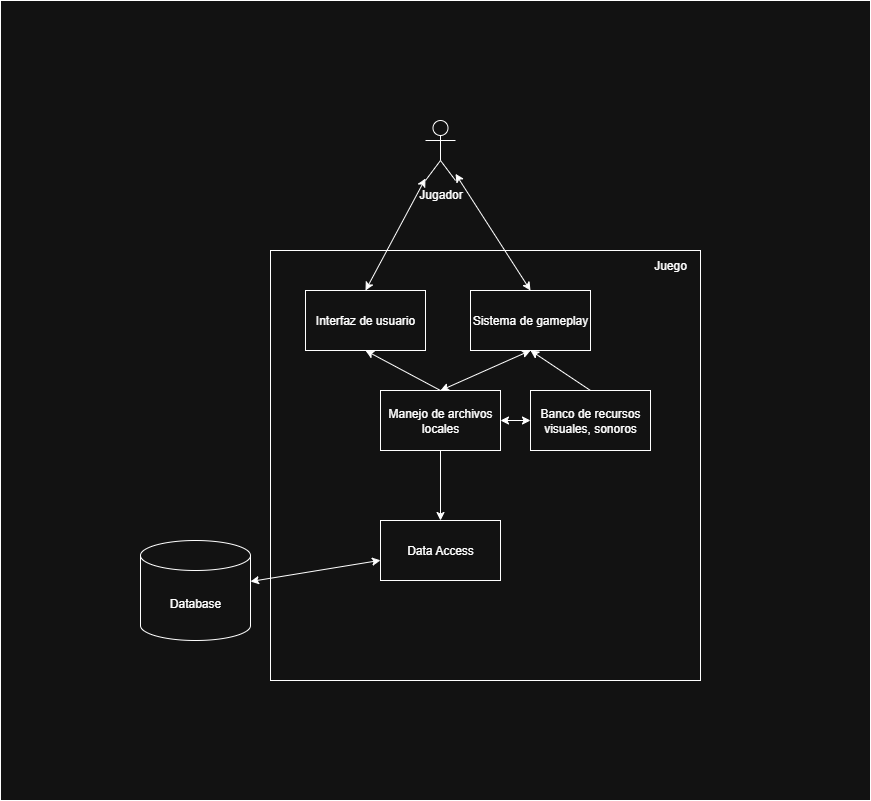 Jugador
Juego
Interfaz de usuario
Sistema de gameplay
Manejo de archivos
locales
Banco de recursos
visuales, sonoros
Data Access
Database